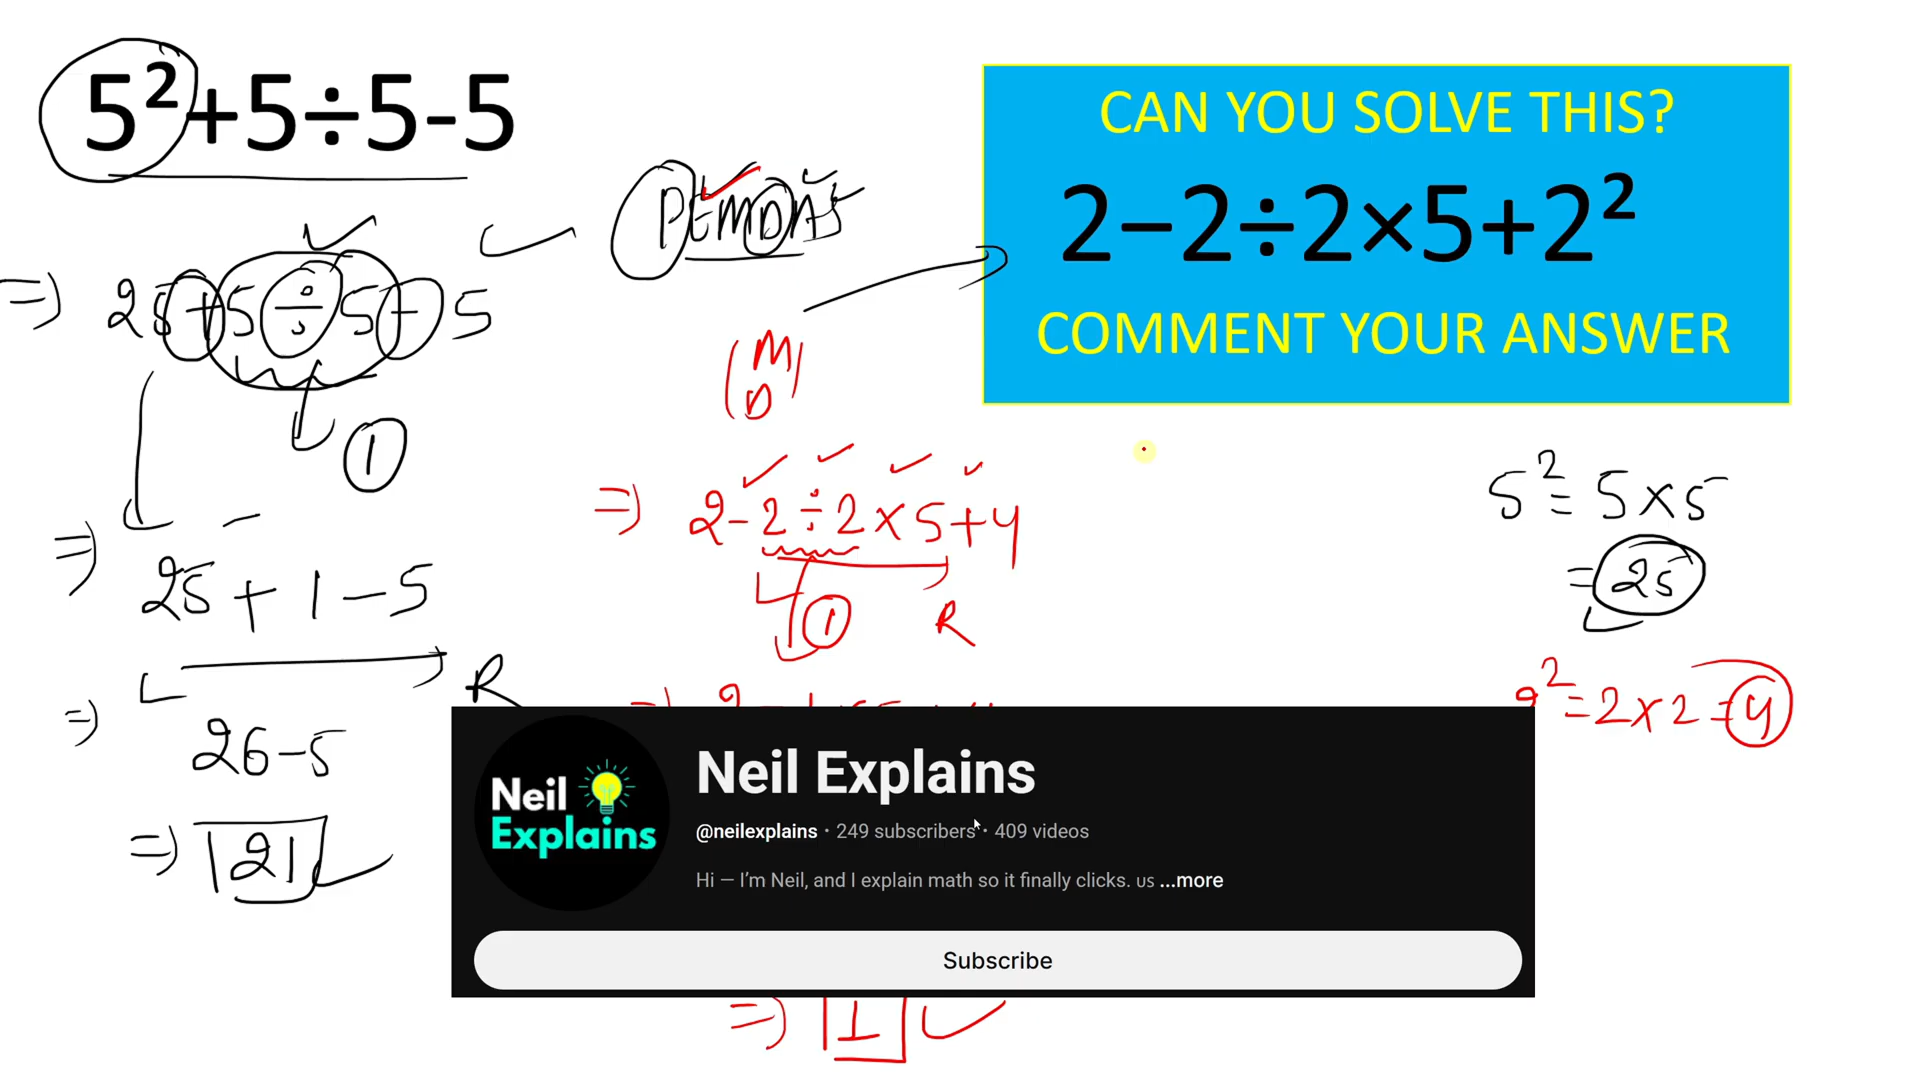 5²+5÷5-5
PEMDAS
=) 25+5÷5-5
1
=) 25+1-5
R
=) 26-5
=) 21
CAN YOU SOLVE THIS?
2−2÷2×5+2²
COMMENT YOUR ANSWER
M
D
=) 2-2÷2×5+4
1
R
=) 1
5²= 5×5
= 25
2²=2×2=4
Neil Explains
Neil Explains
@neilexplains · 249 subscribers · 409 videos
Hi — I'm Neil, and I explain math so it finally clicks. us ...more
Subscribe